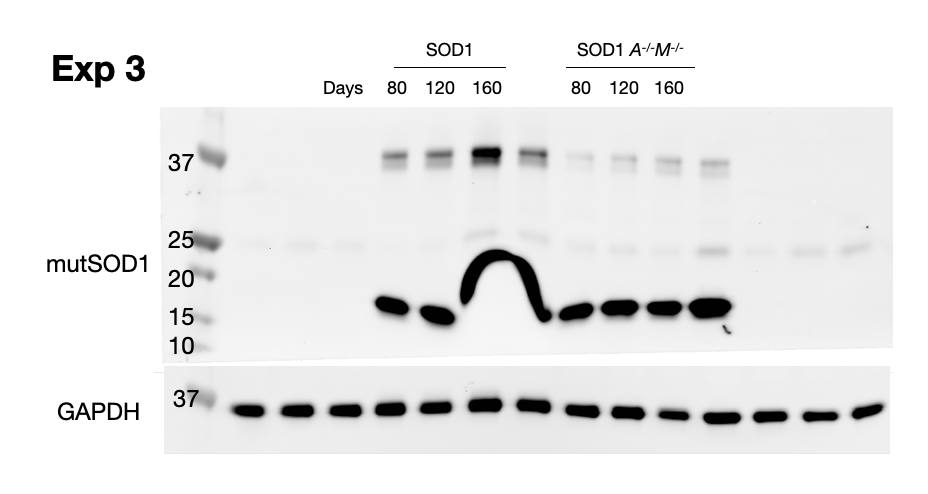 SOD1 SOD1 A-/-M-/-
Exp 3
Days 80 120 160 80 120 160
37
25
mutSOD1
20
15
10
37
GAPDH